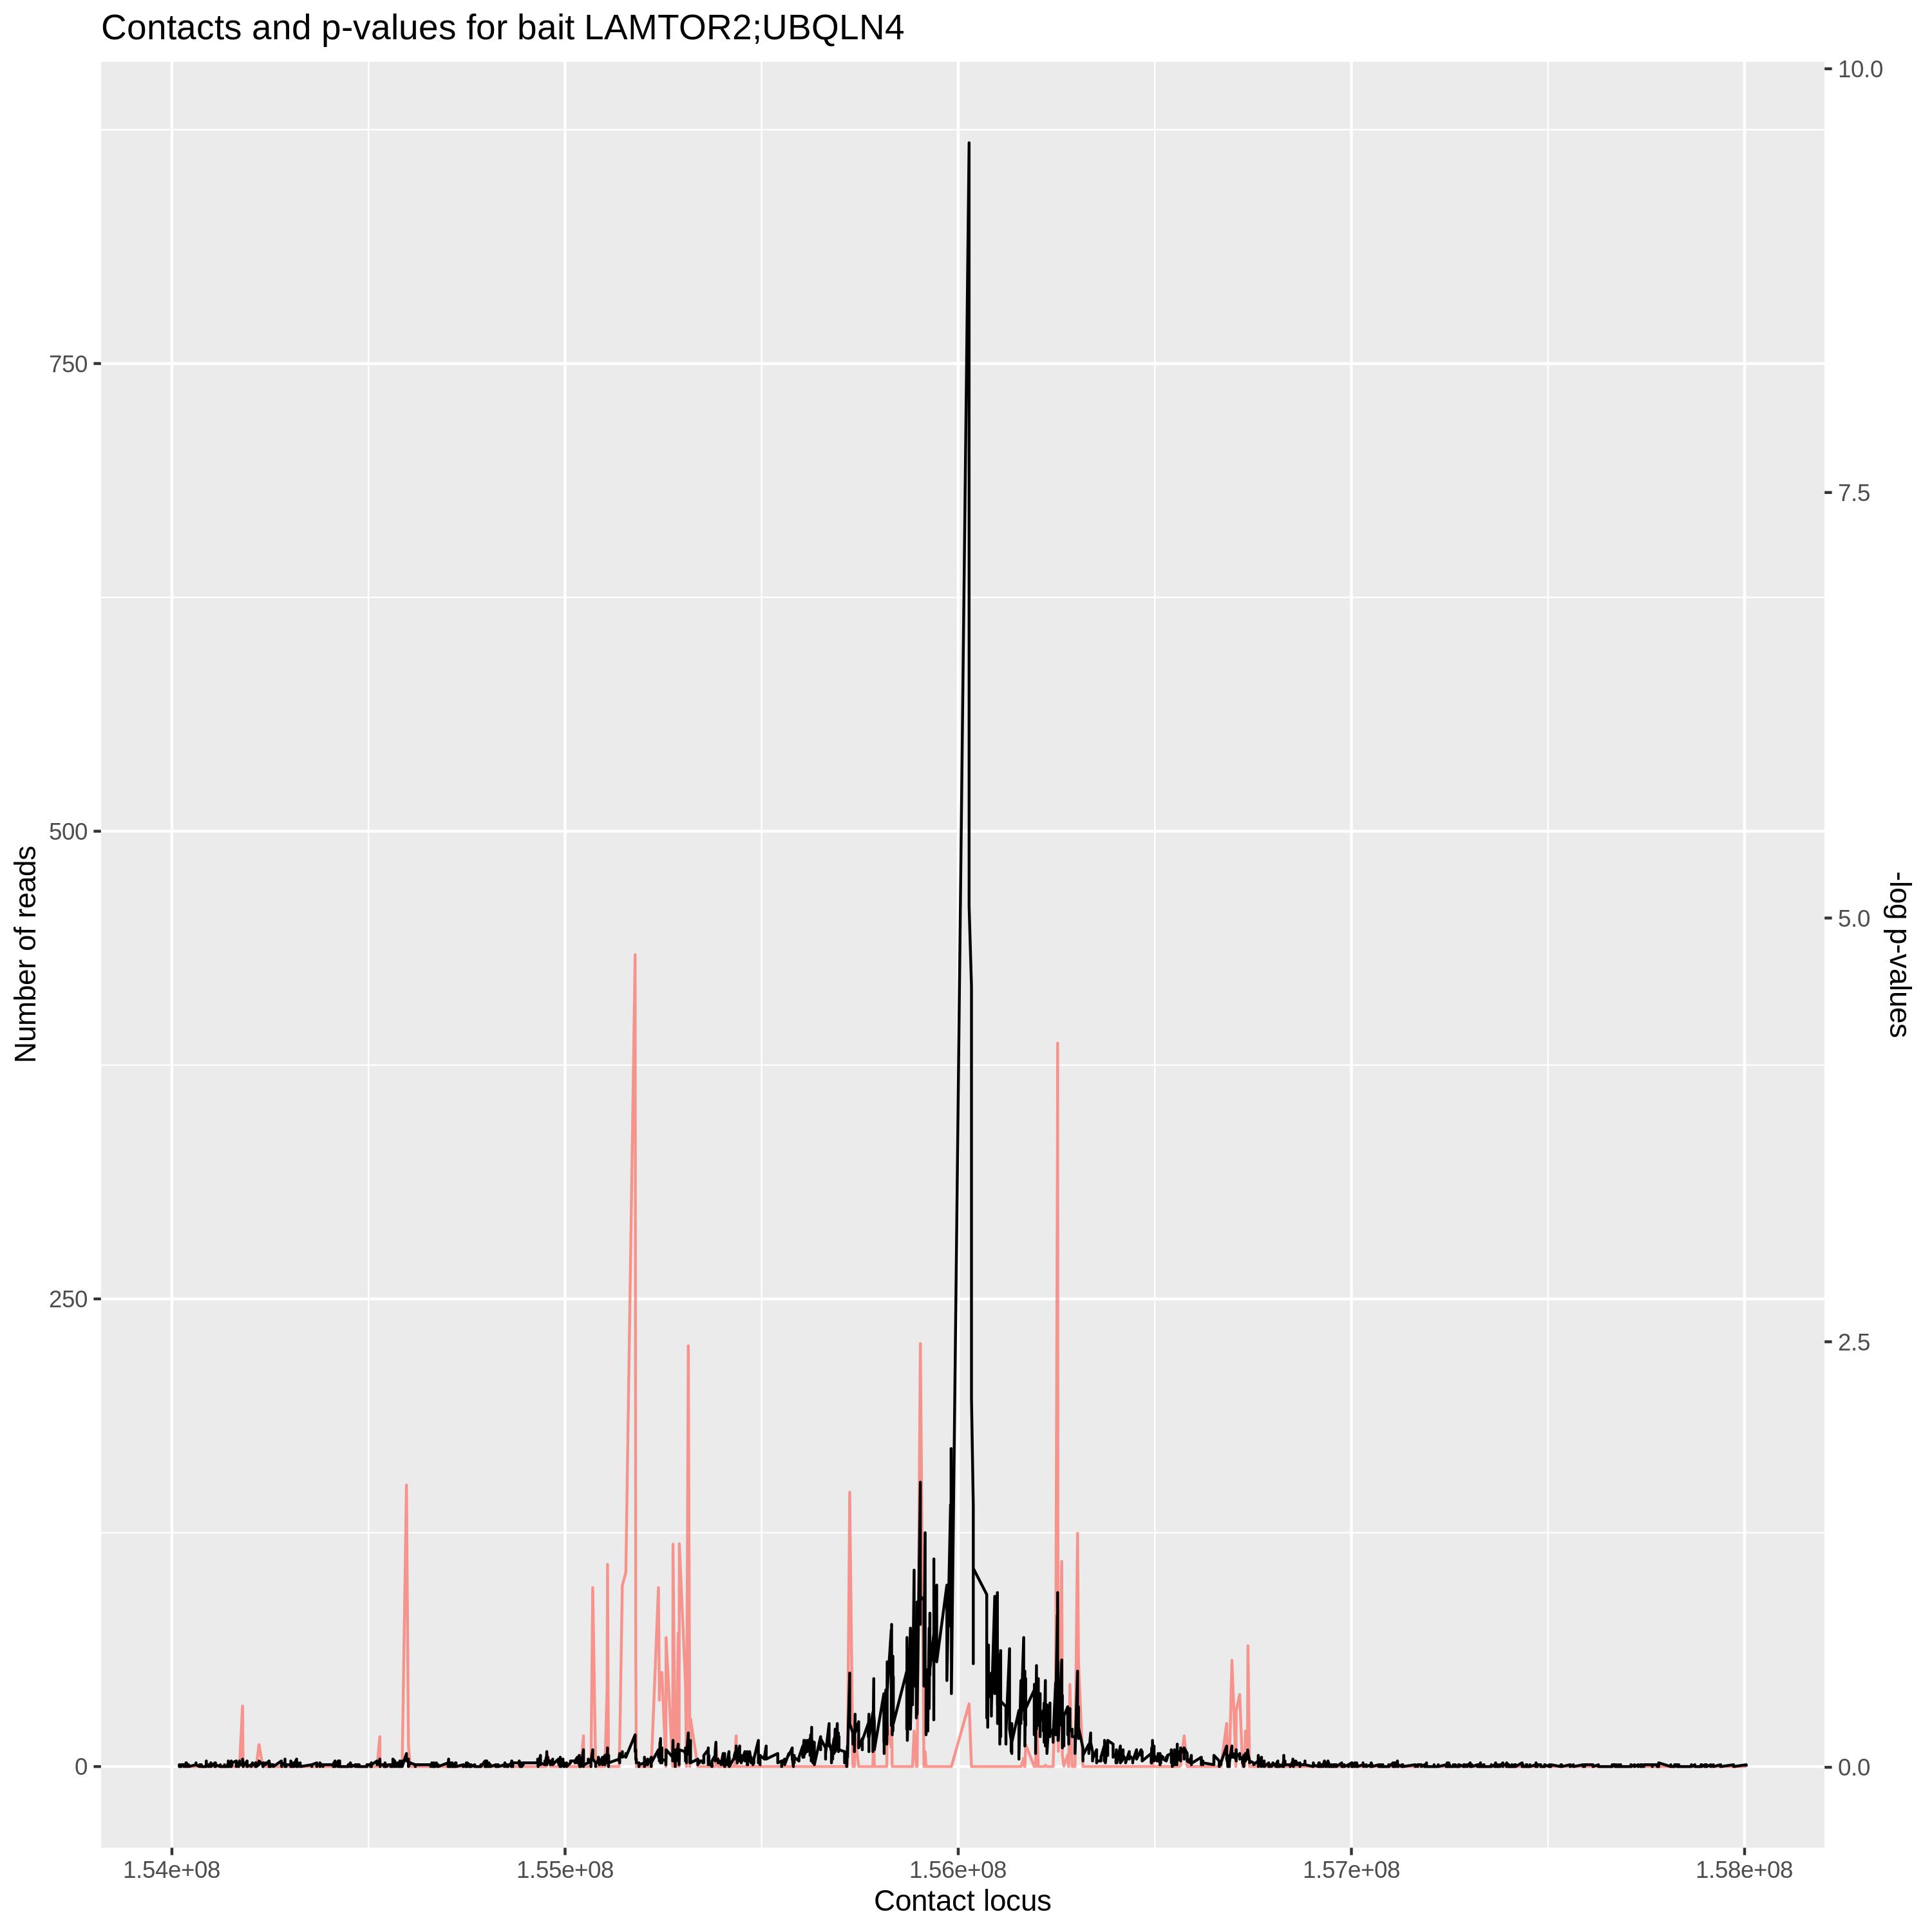 Contacts and p-values for bait LAMTOR2;UBQLN4
10.0
750
7.5
500
5.0
Number of reads
-log p-values
250
2.5
0
0.0
1.54e+08
1.55e+08
1.56e+08
1.57e+08
1.58e+08
Contact locus